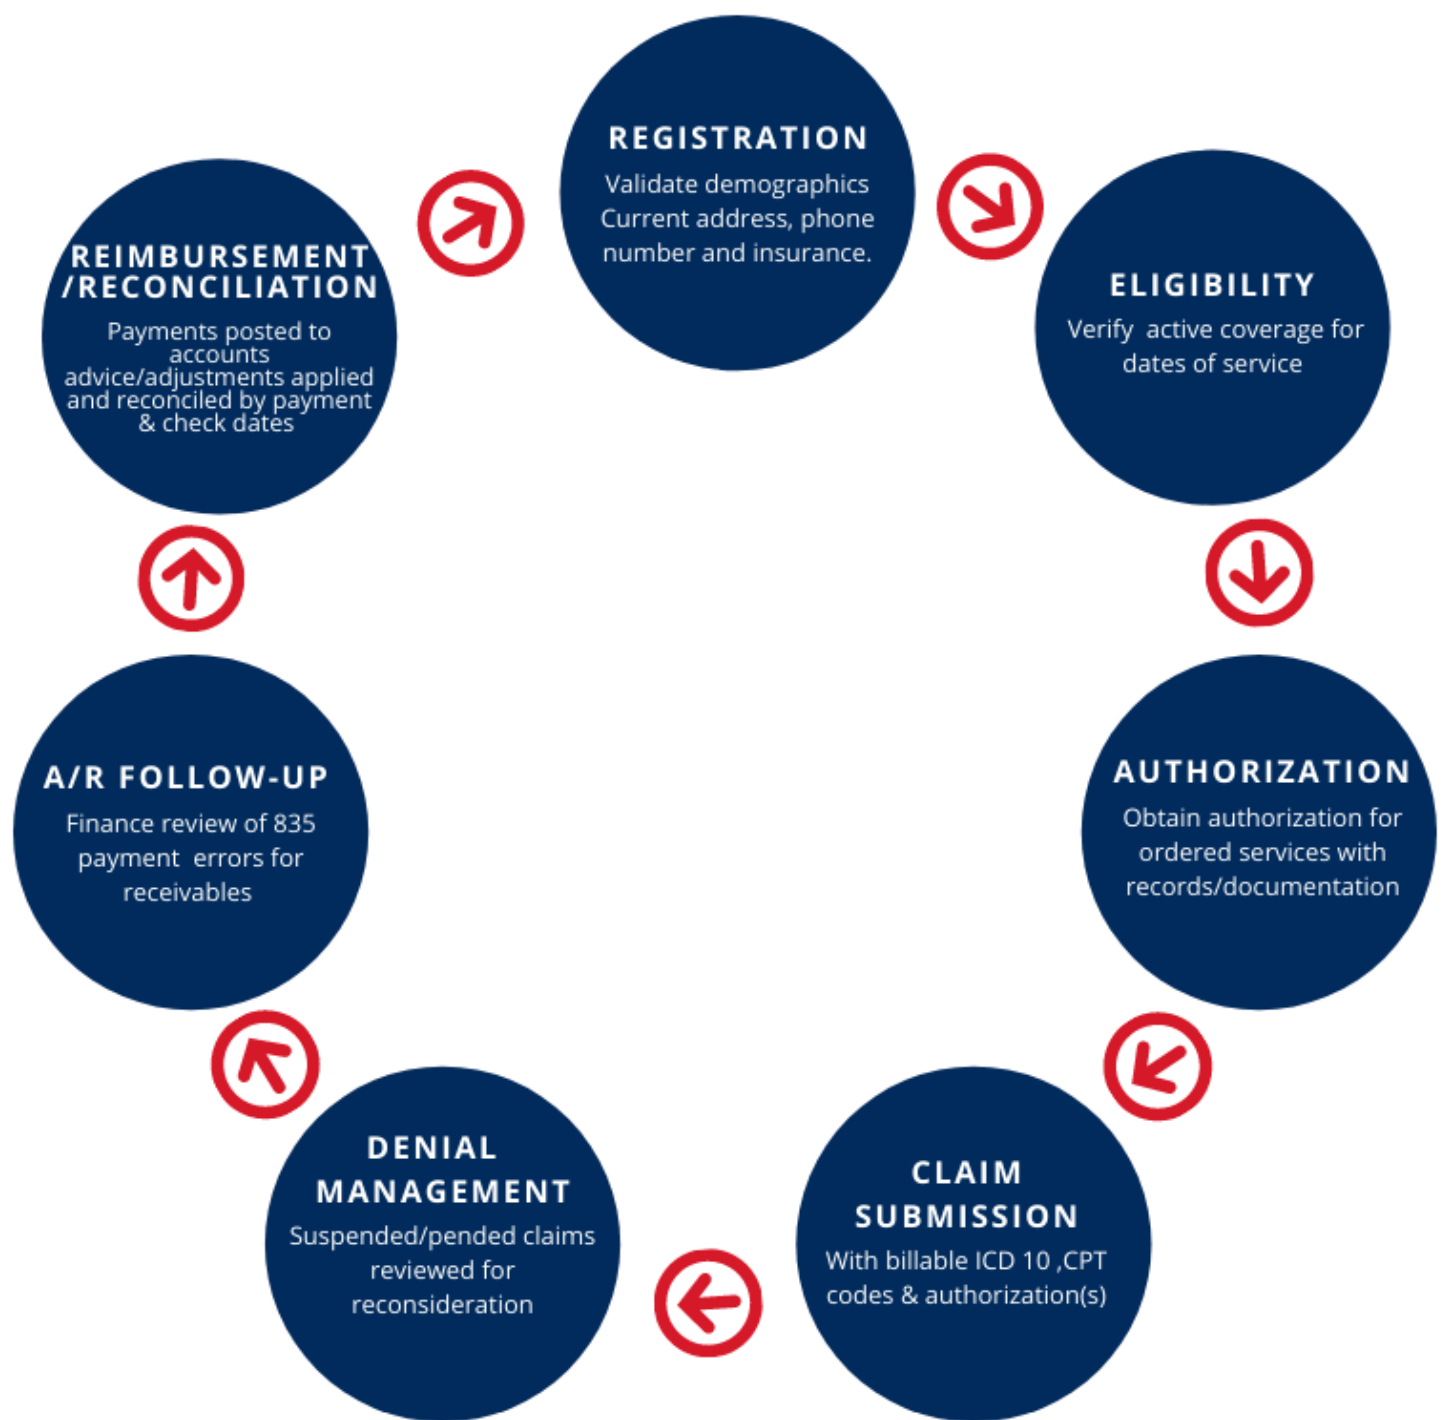 REGISTRATION
Validate demographics
Current address, phone
number and insurance.
ELIGIBILITY
Verify  active coverage for
dates of service
AUTHORIZATION
Obtain authorization for
ordered services with
records/documentation
CLAIM
SUBMISSION
With billable ICD 10 ,CPT
codes & authorization(s)
DENIAL
MANAGEMENT
Suspended/pended claims
reviewed for
reconsideration
A/R FOLLOW-UP
Finance review of 835
payment  errors for
receivables
REIMBURSEMENT
/RECONCILIATION
Payments posted to
accounts
advice/adjustments applied
and reconciled by payment
& check dates